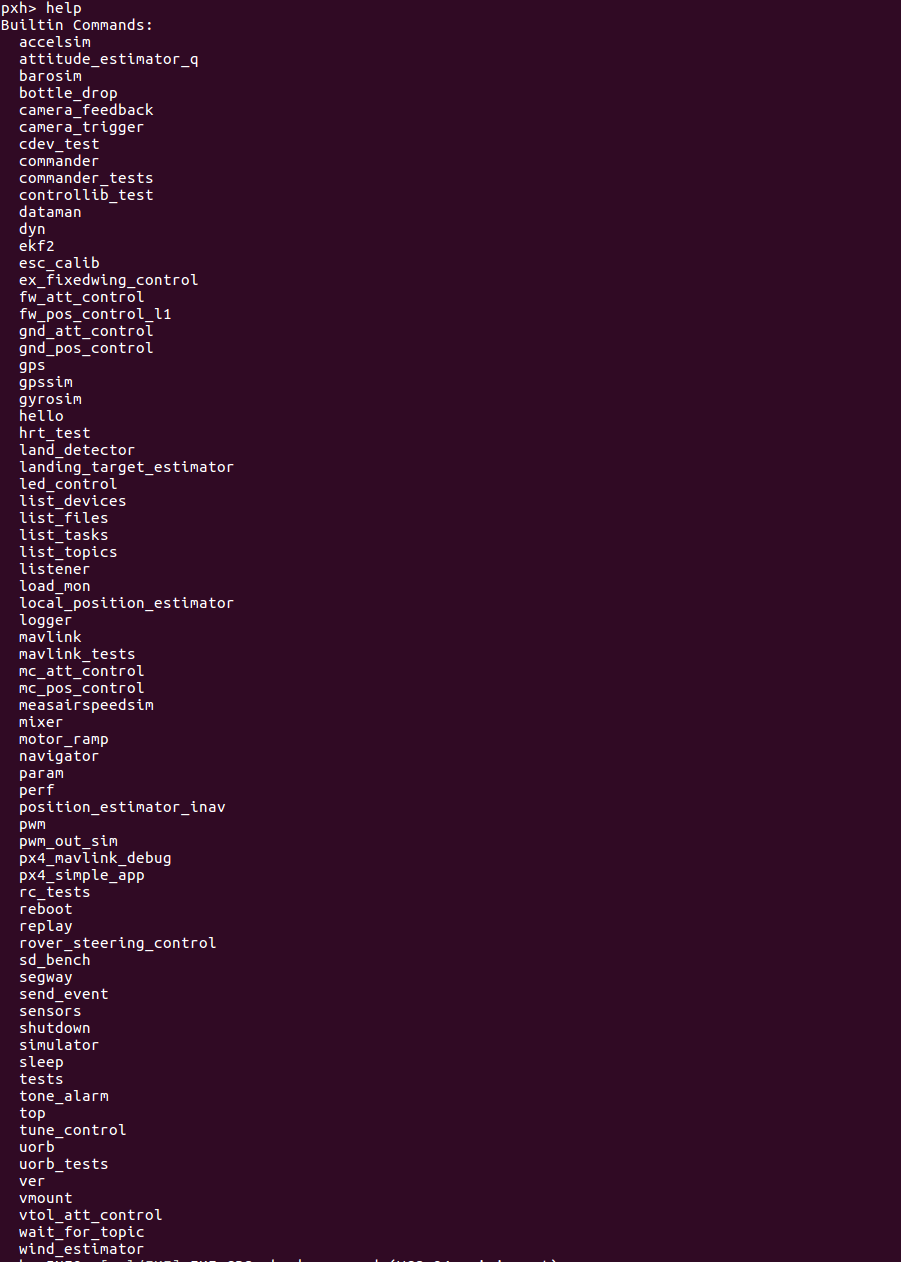 pxh> help
Builtin Commands:
accelsim
attitude_estimator_q
barosim
bottle_drop
camera_feedback
camera_trigger
cdev_test
commander
commander_tests
controllib_test
dataman
dyn
ekf2
esc_calib
ex_fixedwing_control
fw_att_control
fw_pos_control_l1
gnd_att_control
gnd_pos_control
gps
gpssim
gyrosim
hello
hrt_test
land_detector
landing_target_estimator
led_control
list_devices
list_files
list_tasks
list_topics
listener
load_mon
local_position_estimator
logger
mavlink
mavlink_tests
mc_att_control
mc_pos_control
measairspeedsim
mixer
motor_ramp
navigator
param
perf
position_estimator_inav
pwm
pwm_out_sim
px4_mavlink_debug
px4_simple_app
rc_tests
reboot
replay
rover_steering_control
sd_bench
segway
send_event
sensors
shutdown
simulator
sleep
tests
tone_alarm
top
tune_control
uorb
uorb_tests
ver
vmount
vtol_att_control
wait_for_topic
wind_estimator